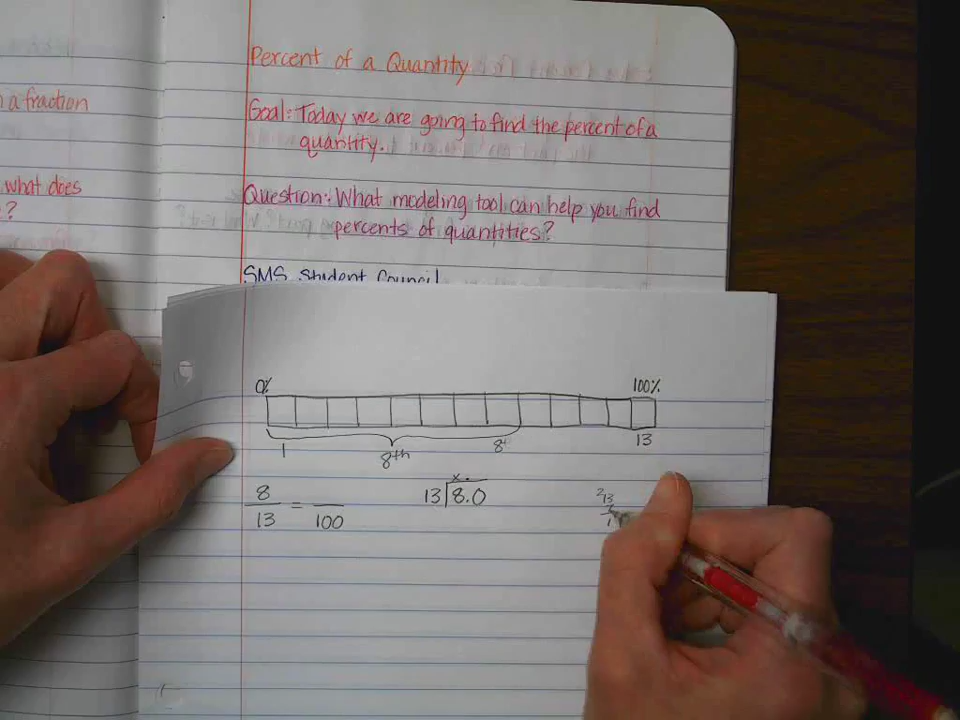 Percent of a Quantity
Goal: Today we are going to find the percent of a
quantity.
Question: What modeling tool can help you find
percents of quantities?
SMS Student Council
a fraction
what does
?
0% 100%
1 8 13
8th
8/13 = /100
x.
13 8.0
2
13